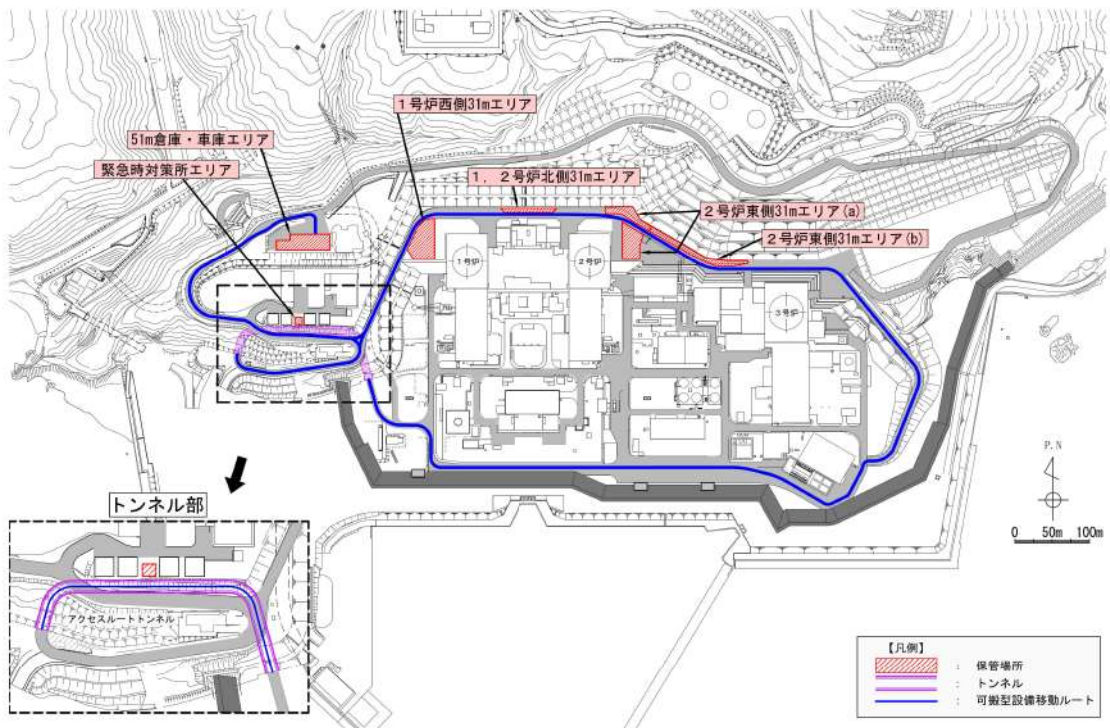 １号炉西側31mエリア
51m倉庫・車庫エリア
緊急時対策所エリア
１，２号炉北側31mエリア
２号炉東側31mエリア(a)
２号炉東側31mエリア(b)
１号炉
２号炉
３号炉
P.N
0 50m 100m
トンネル部
アクセスルートトンネル
【凡例】
： 保管場所
： トンネル
： 可搬型設備移動ルート